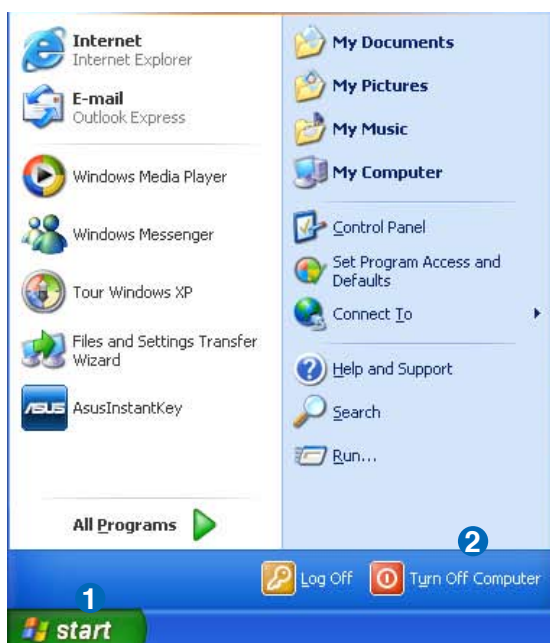 Internet
Internet Explorer
E-mail
Outlook Express
Windows Media Player
Windows Messenger
Tour Windows XP
Files and Settings Transfer
Wizard
ASUS
AsusInstantKey
All Programs
My Documents
My Pictures
My Music
My Computer
Control Panel
Set Program Access and
Defaults
Connect To
Help and Support
Search
Run...
2
Log Off
Turn Off Computer
1
start